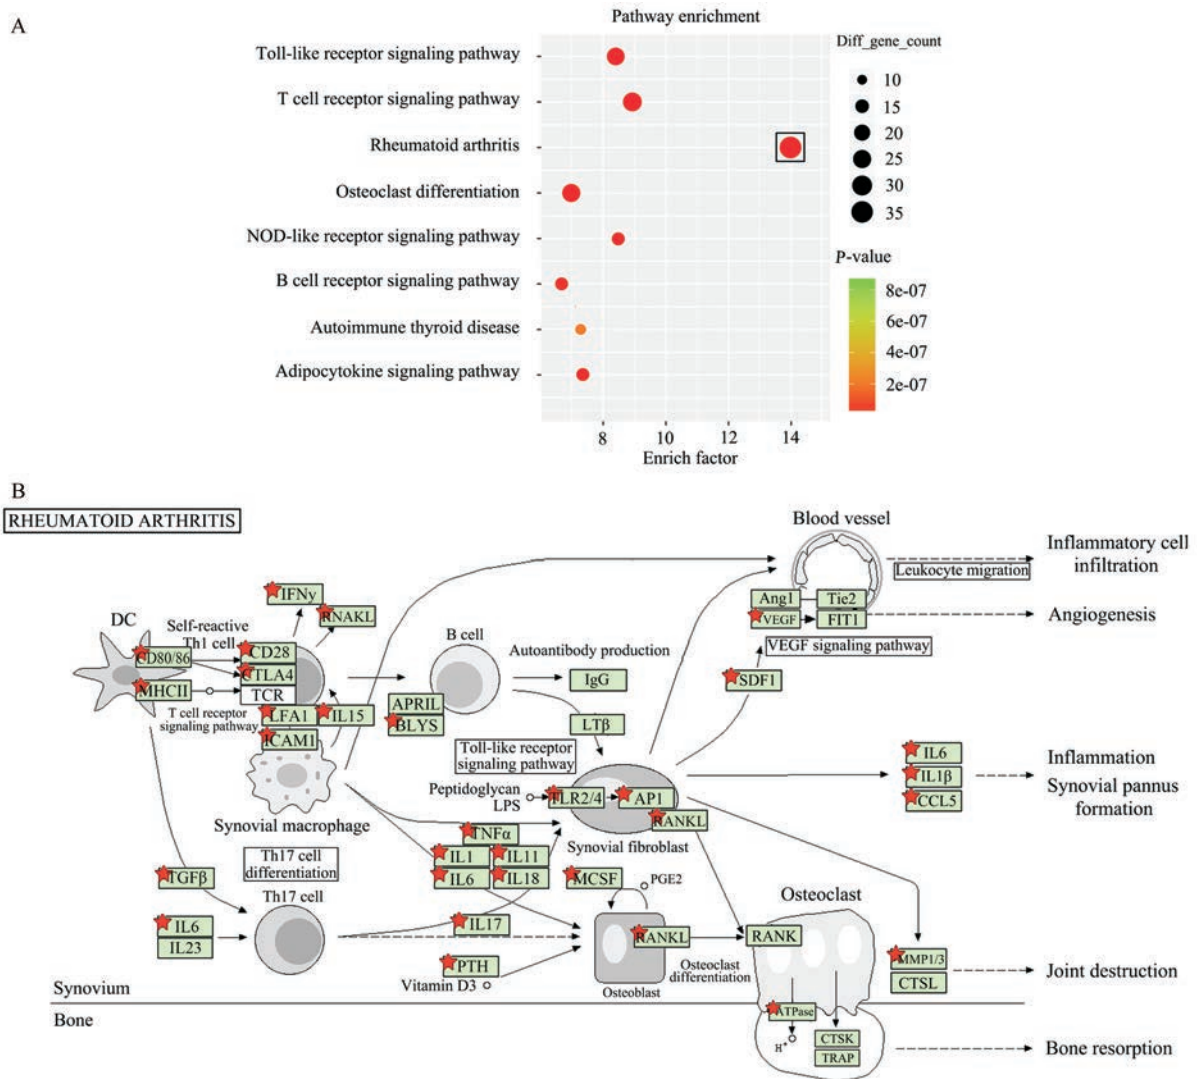 A
Pathway enrichment
Toll-like receptor signaling pathway
T cell receptor signaling pathway
Rheumatoid arthritis
Osteoclast differentiation
NOD-like receptor signaling pathway
B cell receptor signaling pathway
Autoimmune thyroid disease
Adipocytokine signaling pathway
8 10 12 14
Enrich factor
Diff_gene_count
10
15
20
25
30
35
P-value
8e-07
6e-07
4e-07
2e-07
B
RHEUMATOID ARTHRITIS
DC
CD80/86
MHCII
Self-reactive
Th1 cell
IFNγ
RNAKL
CD28
CTLA4
TCR
T cell receptor
signaling pathway
LFA1
IL15
ICAM1
Synovial macrophage
B cell
APRIL
BLYS
Autoantibody production
IgG
LTβ
Toll-like receptor
signaling pathway
Peptidoglycan
LPS
TLR2/4
AP1
RANKL
Synovial fibroblast
Blood vessel
Ang1
Tie2
VEGF
FIT1
VEGF signaling pathway
SDF1
Leukocyte migration
Inflammatory cell
infiltration
Angiogenesis
IL6
IL1β
CCL5
Inflammation
Synovial pannus
formation
TNFα
IL1
IL11
IL6
IL18
TGFβ
Th17 cell
differentiation
Th17 cell
IL6
IL23
IL17
PTH
Vitamin D3
MCSF
PGE2
RANKL
Osteoblast
Osteoclast
differentiation
Osteoclast
RANK
MMP1/3
CTSL
Joint destruction
Synovium
Bone
ATPase
H+
CTSK
TRAP
Bone resorption